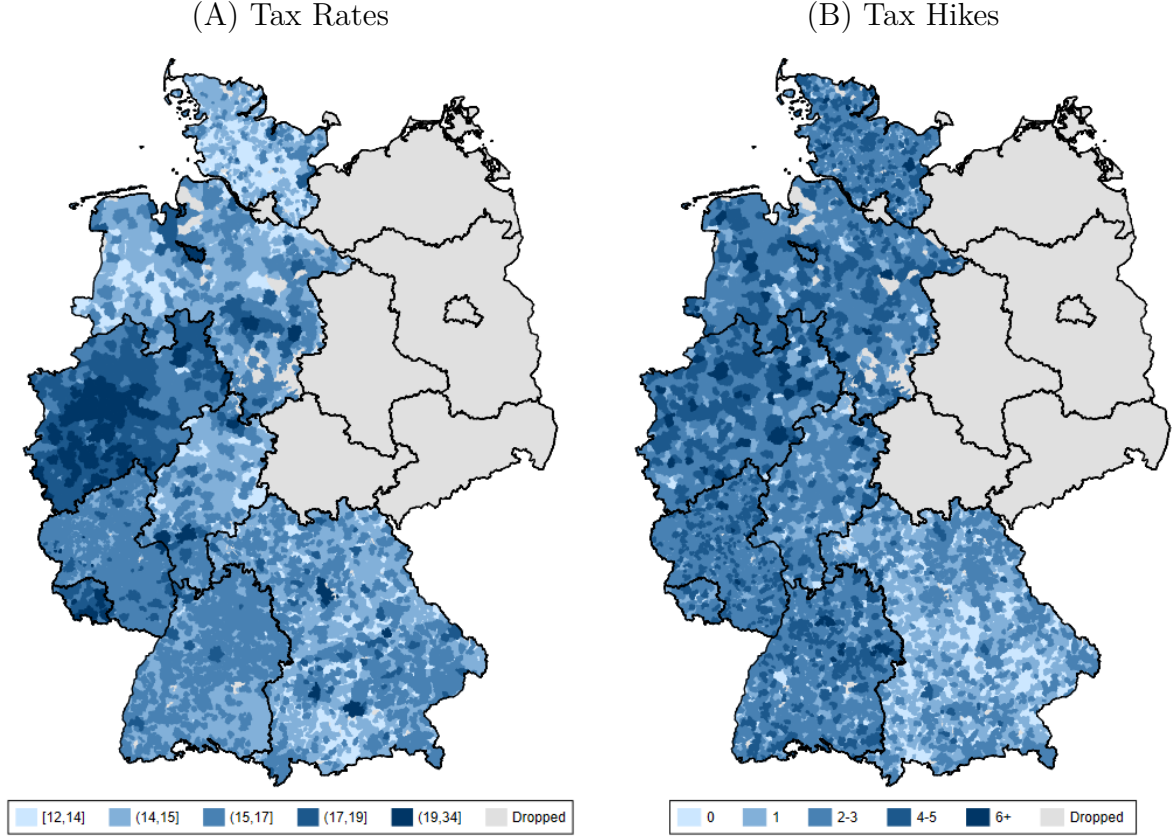 (A) Tax Rates
(B) Tax Hikes
[12,14] (14,15] (15,17] (17,19] (19,34] Dropped
0 1 2-3 4-5 6+ Dropped